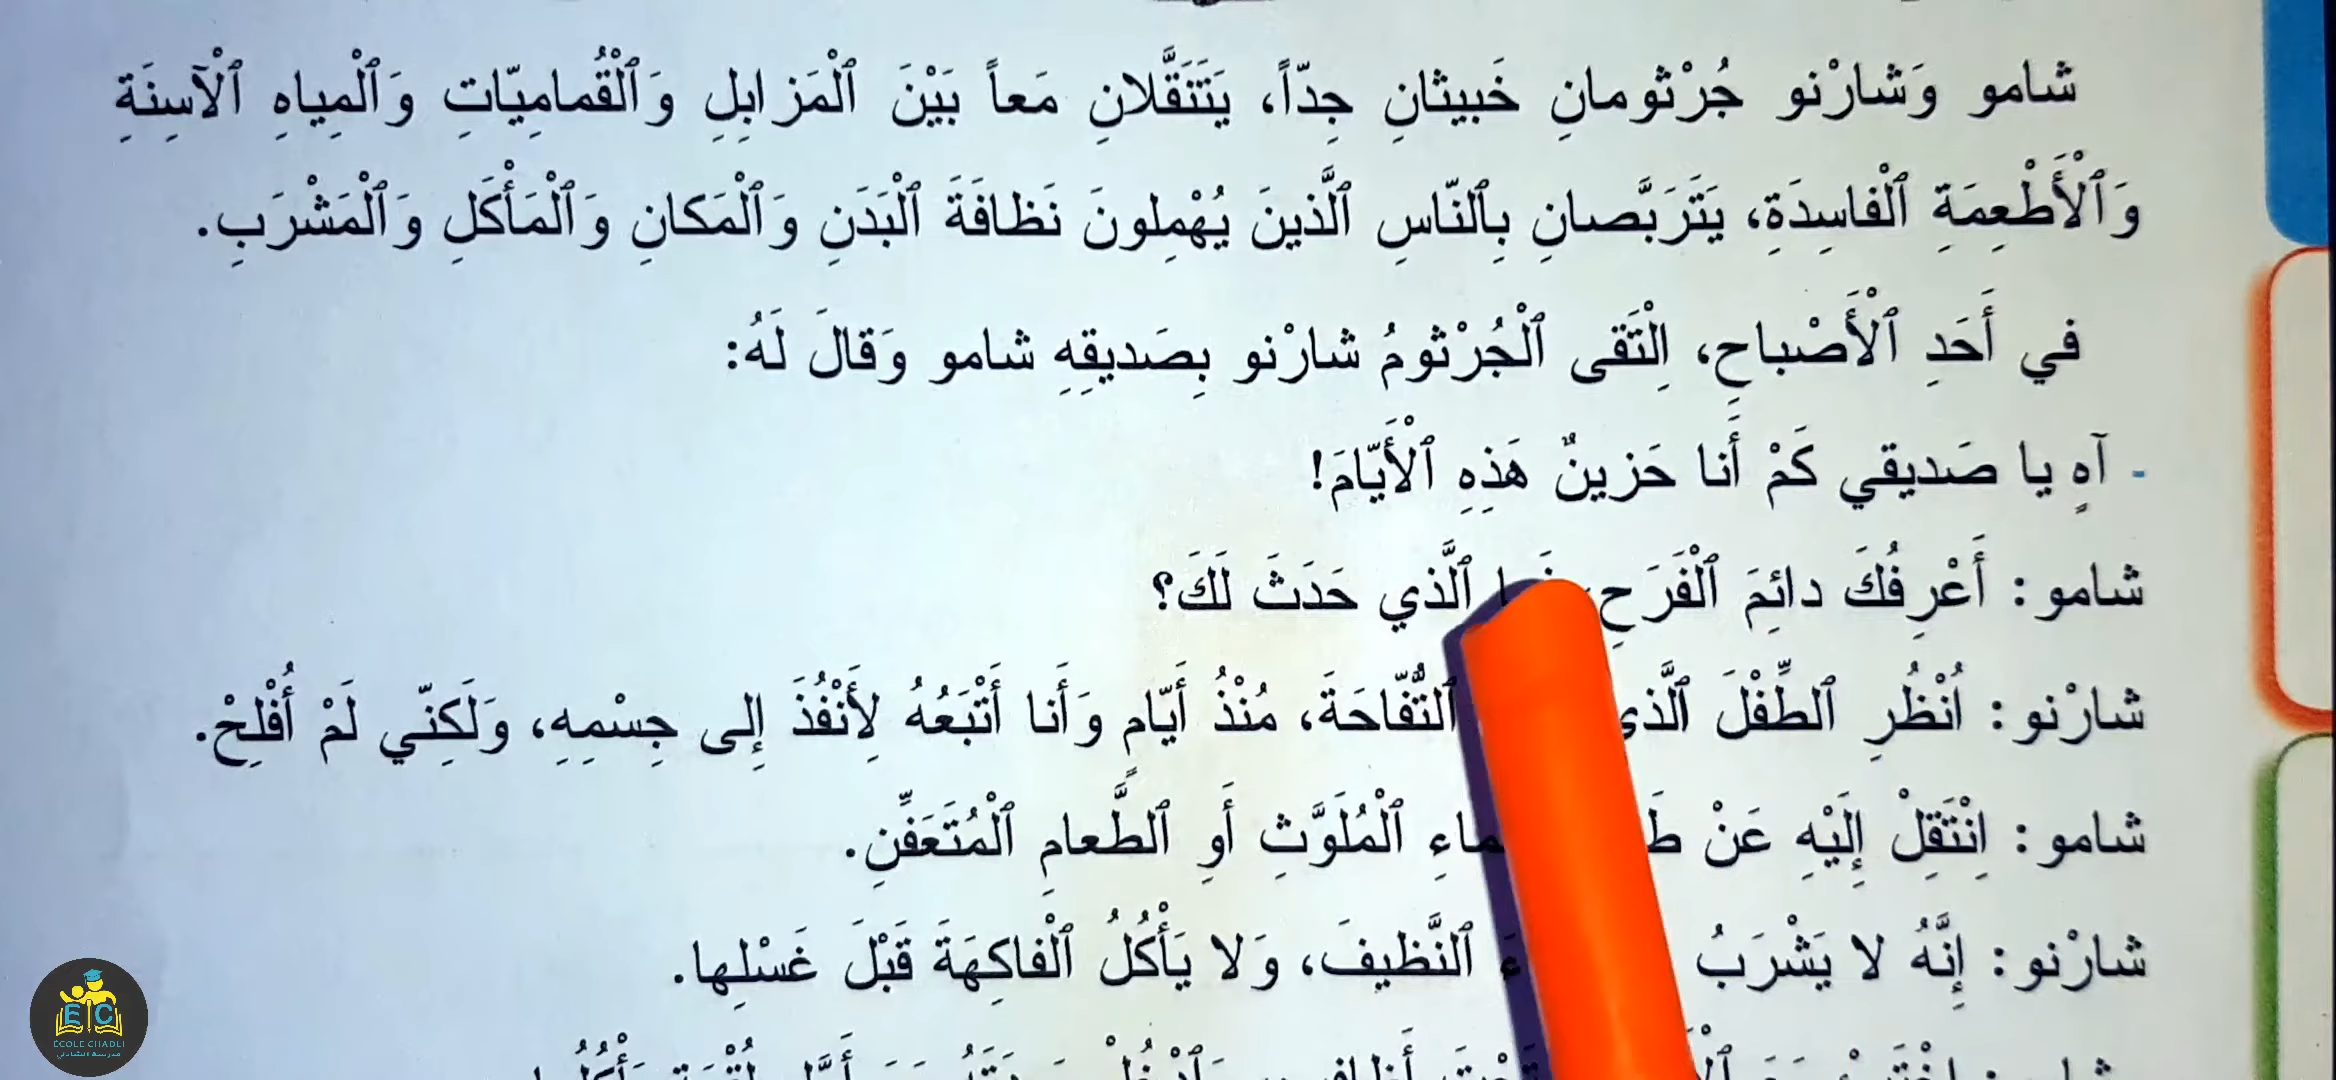 شامو وَشارْنو جُرْثومانِ خَبيثانِ جِدّاً، يَتَنَقَّلانِ مَعاً بَيْنَ ٱلْمَزابِلِ وَٱلْقُمامِيّاتِ وَٱلْمِياهِ ٱلْآسِنَةِ
وَٱلْأَطْعِمَةِ ٱلْفاسِدَةِ، يَتَرَبَّصانِ بِٱلنّاسِ ٱلَّذينَ يُهْمِلونَ نَظافَةَ ٱلْبَدَنِ وَٱلْمَكانِ وَٱلْمَأْكَلِ وَٱلْمَشْرَبِ.
في أَحَدِ ٱلْأَصْباحِ، اِلْتَقى ٱلْجُرْثومُ شارْنو بِصَديقِهِ شامو وَقالَ لَهُ:
- آهٍ يا صَديقي كَمْ أَنا حَزينٌ هَذِهِ ٱلْأَيّامَ!
شامو: أَعْرِفُكَ دائِمَ ٱلْفَرَحِ، ٱلَّذي حَدَثَ لَكَ؟
شارْنو: اُنْظُرِ ٱلطِّفْلَ ٱلَّذي ٱلتُّفّاحَةَ، مُنْذُ أَيّامٍ وَأَنا أَتْبَعُهُ لِأَنْفُذَ إِلى جِسْمِهِ، وَلَكِنّي لَمْ أُفْلِحْ.
شامو: اِنْتَقِلْ إِلَيْهِ عَنْ ٱلْمُلَوَّثِ أَوِ ٱلطَّعامِ ٱلْمُتَعَفِّنِ.
شارْنو: إِنَّهُ لا يَشْرَبُ ٱلنَّظيفَ، وَلا يَأْكُلُ ٱلْفاكِهَةَ قَبْلَ غَسْلِها.
ECOLE CHADLI
مدرسة الشادلي